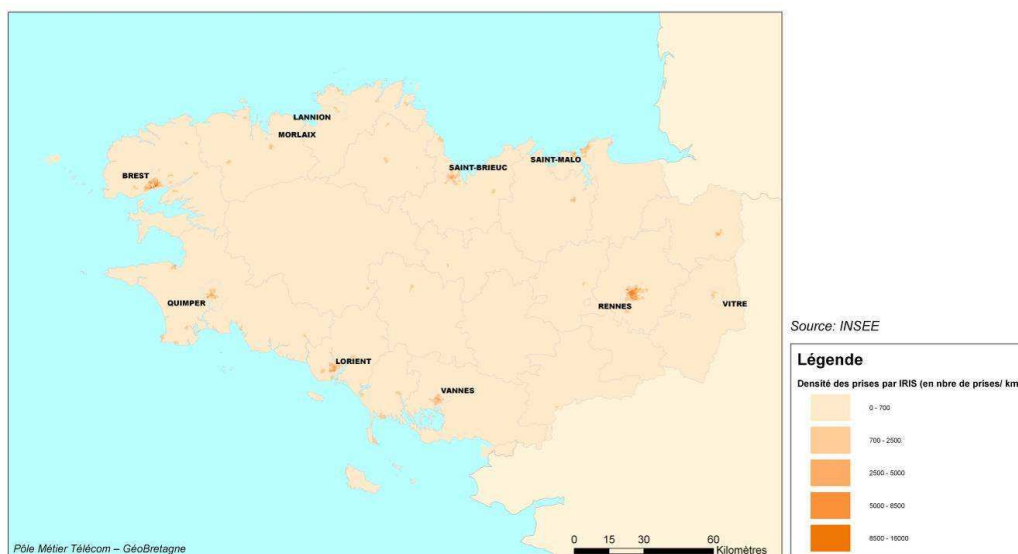 LANNION
MORLAIX
SAINT-BRIEUC
SAINT-MALO
BREST
QUIMPER
RENNES
VITRE
LORIENT
VANNES
Source: INSEE
Légende
Densité des prises par IRIS (en nbre de prises/ km
0 - 700
700 - 2500
2500 - 5000
5000 - 8500
8500 - 16000
0 15 30 60
Kilomètres
Pôle Métier Télécom – GéoBretagne